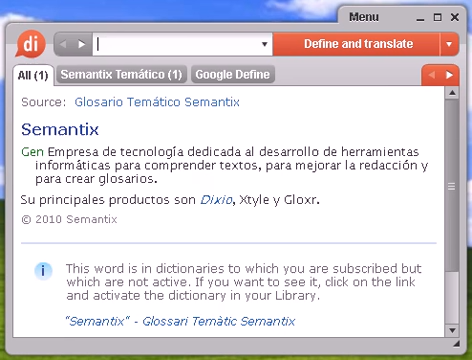 Menu
di
Define and translate
All (1) Semantix Temático (1) Google Define
Source: Glosario Temático Semantix
Semantix
Gen Empresa de tecnología dedicada al desarrollo de herramientas
informáticas para comprender textos, para mejorar la redacción y
para crear glosarios.
Su principales productos son Dixio, Xtyle y Gloxr.
© 2010 Semantix
i
This word is in dictionaries to which you are subscribed but
which are not active. If you want to see it, click on the link
and activate the dictionary in your Library.
"Semantix" - Glossari Temàtic Semantix